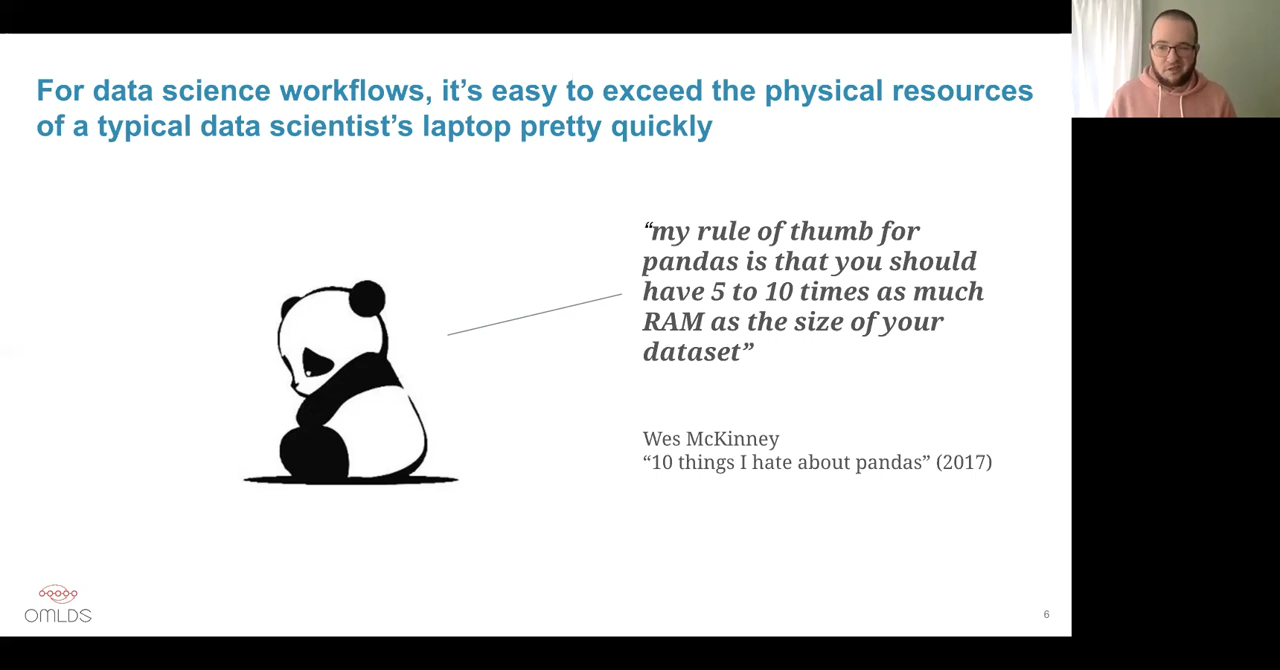 For data science workflows, it's easy to exceed the physical resources
of a typical data scientist's laptop pretty quickly
“my rule of thumb for
pandas is that you should
have 5 to 10 times as much
RAM as the size of your
dataset”
Wes McKinney
“10 things I hate about pandas” (2017)
OMLDS
6